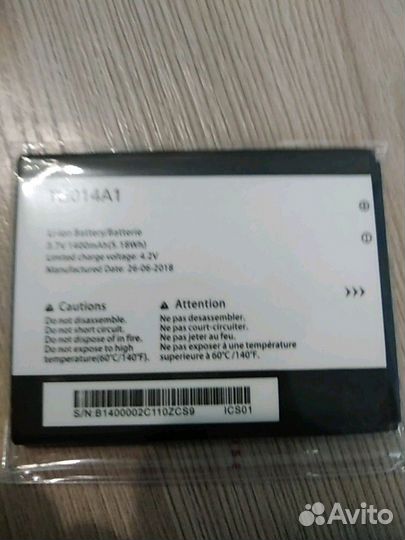 Li-ion Battery/Batterie
3.7V 1400mAh(5.18Wh)
Limited charge voltage: 4.2V
Manufactured Date: 26-06-2018
Cautions
Do not disassemble.
Do not short circuit.
Do not dispose of in fire.
Do not expose to high
temperature(60℃/140℉).
Attention
Ne pas desassembler.
Ne pas court-circuiter.
Ne pas jeter au feu.
Ne pas exposer à une température
superieure à 60℃/140℉.
S/N:B1400002C110ZCS9 ICS01
Avito